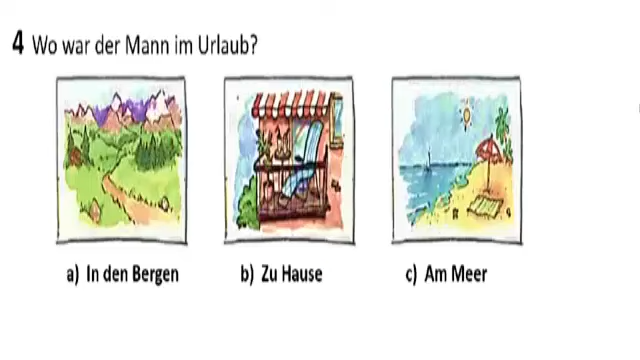 4 Wo war der Mann im Urlaub?
a) In den Bergen
b) Zu Hause
c) Am Meer